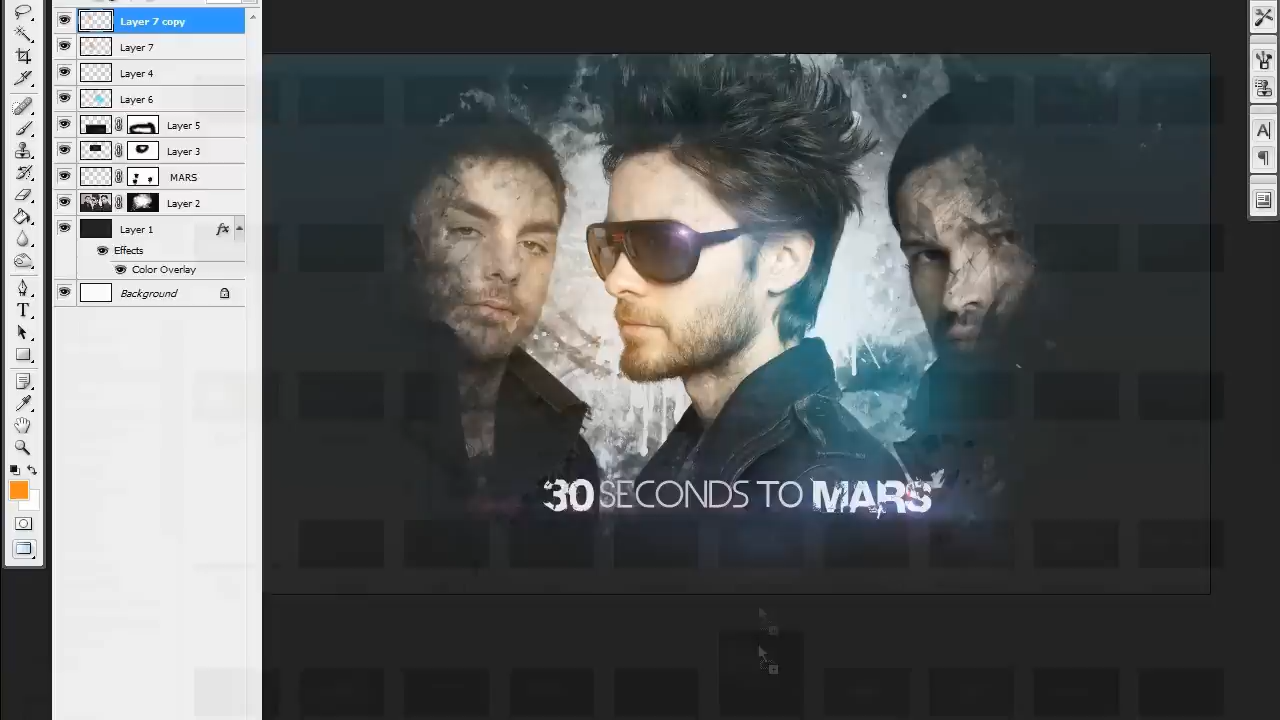 Layer 7 copy
Layer 7
Layer 4
Layer 6
Layer 5
Layer 3
MARS
Layer 2
Layer 1 fx
Effects
Color Overlay
Background
T
A
30 SECONDS TO MARS